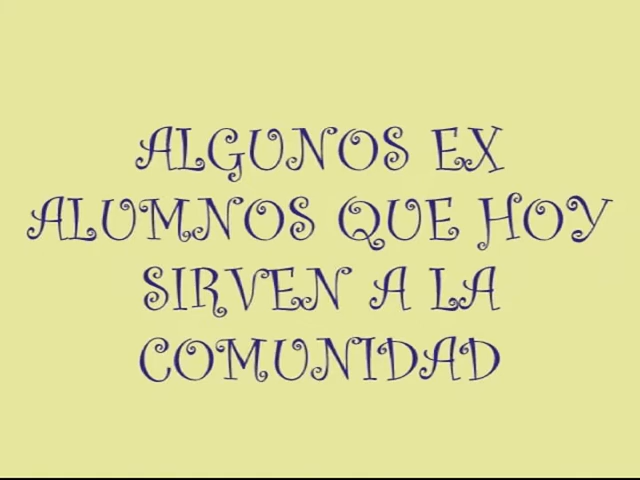 ALGUNOS EX
ALUMNOS QUE HOY
SIRVEN A LA
COMUNIDAD